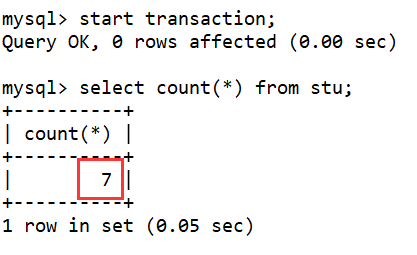 mysql> start transaction;
Query OK, 0 rows affected (0.00 sec)
mysql> select count(*) from stu;
+----------+
| count(*) |
+----------+
|        7 |
+----------+
1 row in set (0.05 sec)